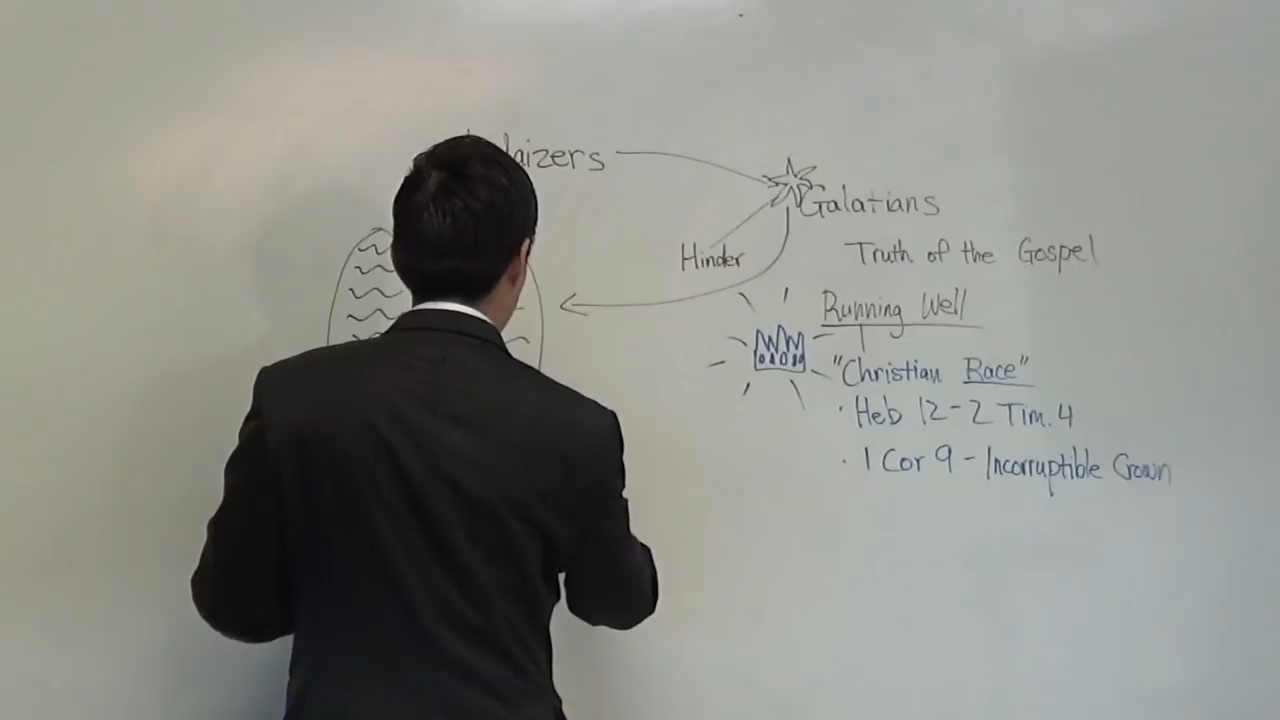 Galatians
Hinder
Truth of the Gospel
Running Well
"Christian Race"
· Heb 12 - 2 Tim. 4
· 1 Cor 9 - Incorruptible Crown